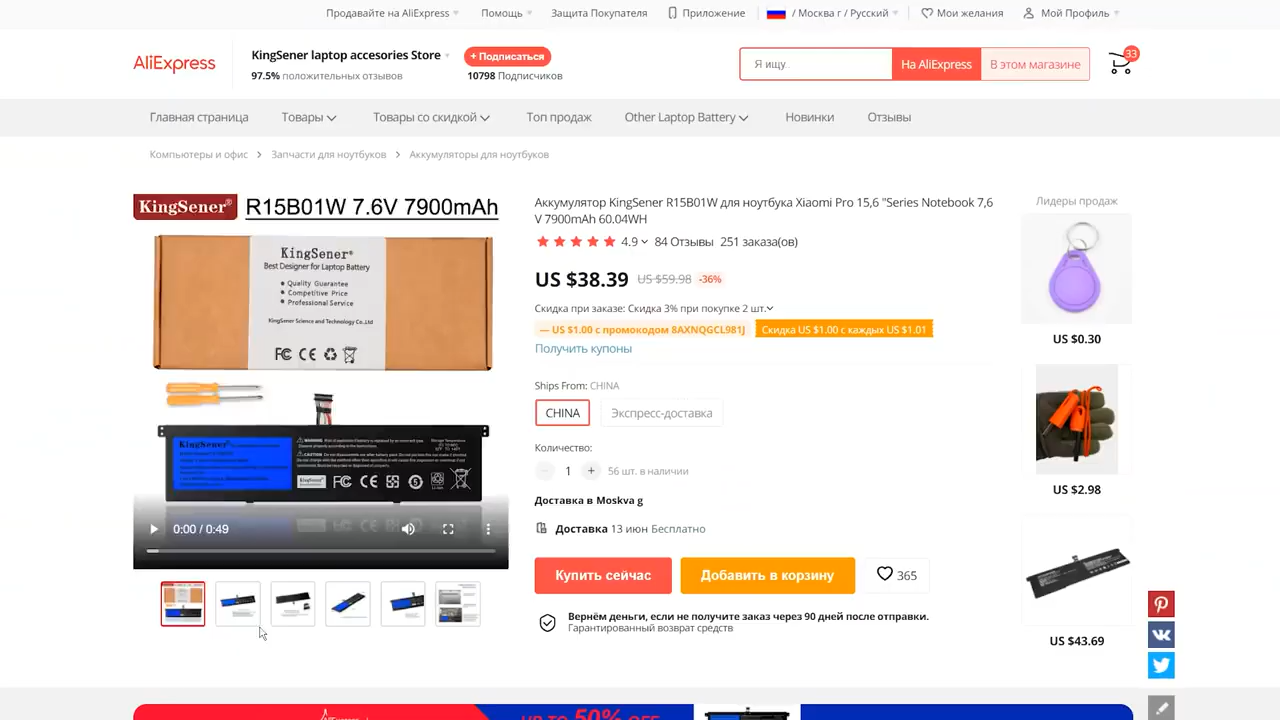 Продавайте на AliExpress
Помощь
Защита Покупателя
Приложение
/ Москва г / Русский
Мои желания
Мой Профиль
AliExpress
KingSener laptop accesories Store
+ Подписаться
97.5% положительных отзывов
10798 Подписчиков
Я ищу..
На AliExpress
В этом магазине
33
Главная страница
Товары
Товары со скидкой
Топ продаж
Other Laptop Battery
Новинки
Отзывы
Компьютеры и офис > Запчасти для ноутбуков > Аккумуляторы для ноутбуков
KingSener® R15B01W 7.6V 7900mAh
KingSener®
Best Designer for Laptop Battery
Quality Guarantee
Competitive Price
Professional Service
KingSener Science and Technology Co.,Ltd
KingSener
0:00 / 0:49
Аккумулятор KingSener R15B01W для ноутбука Xiaomi Pro 15,6 "Series Notebook 7,6
V 7900mAh 60.04WH
4.9
84 Отзывы
251 заказа(ов)
US $38.39
US $59.98
-36%
Скидка при заказе: Скидка 3% при покупке 2 шт.
— US $1.00 с промокодом 8AXNQGCL981J
Скидка US $1.00 с каждых US $1.01
Получить купоны
Ships From: CHINA
CHINA
Экспресс-доставка
Количество:
− 1 + 56 шт. в наличии
Доставка в Moskva g
Доставка 13 июн Бесплатно
Купить сейчас
Добавить в корзину
365
Вернём деньги, если не получите заказ через 90 дней после отправки.
Гарантированный возврат средств
Лидеры продаж
US $0.30
US $2.98
US $43.69
AliExpress
UP TO 50% OFF